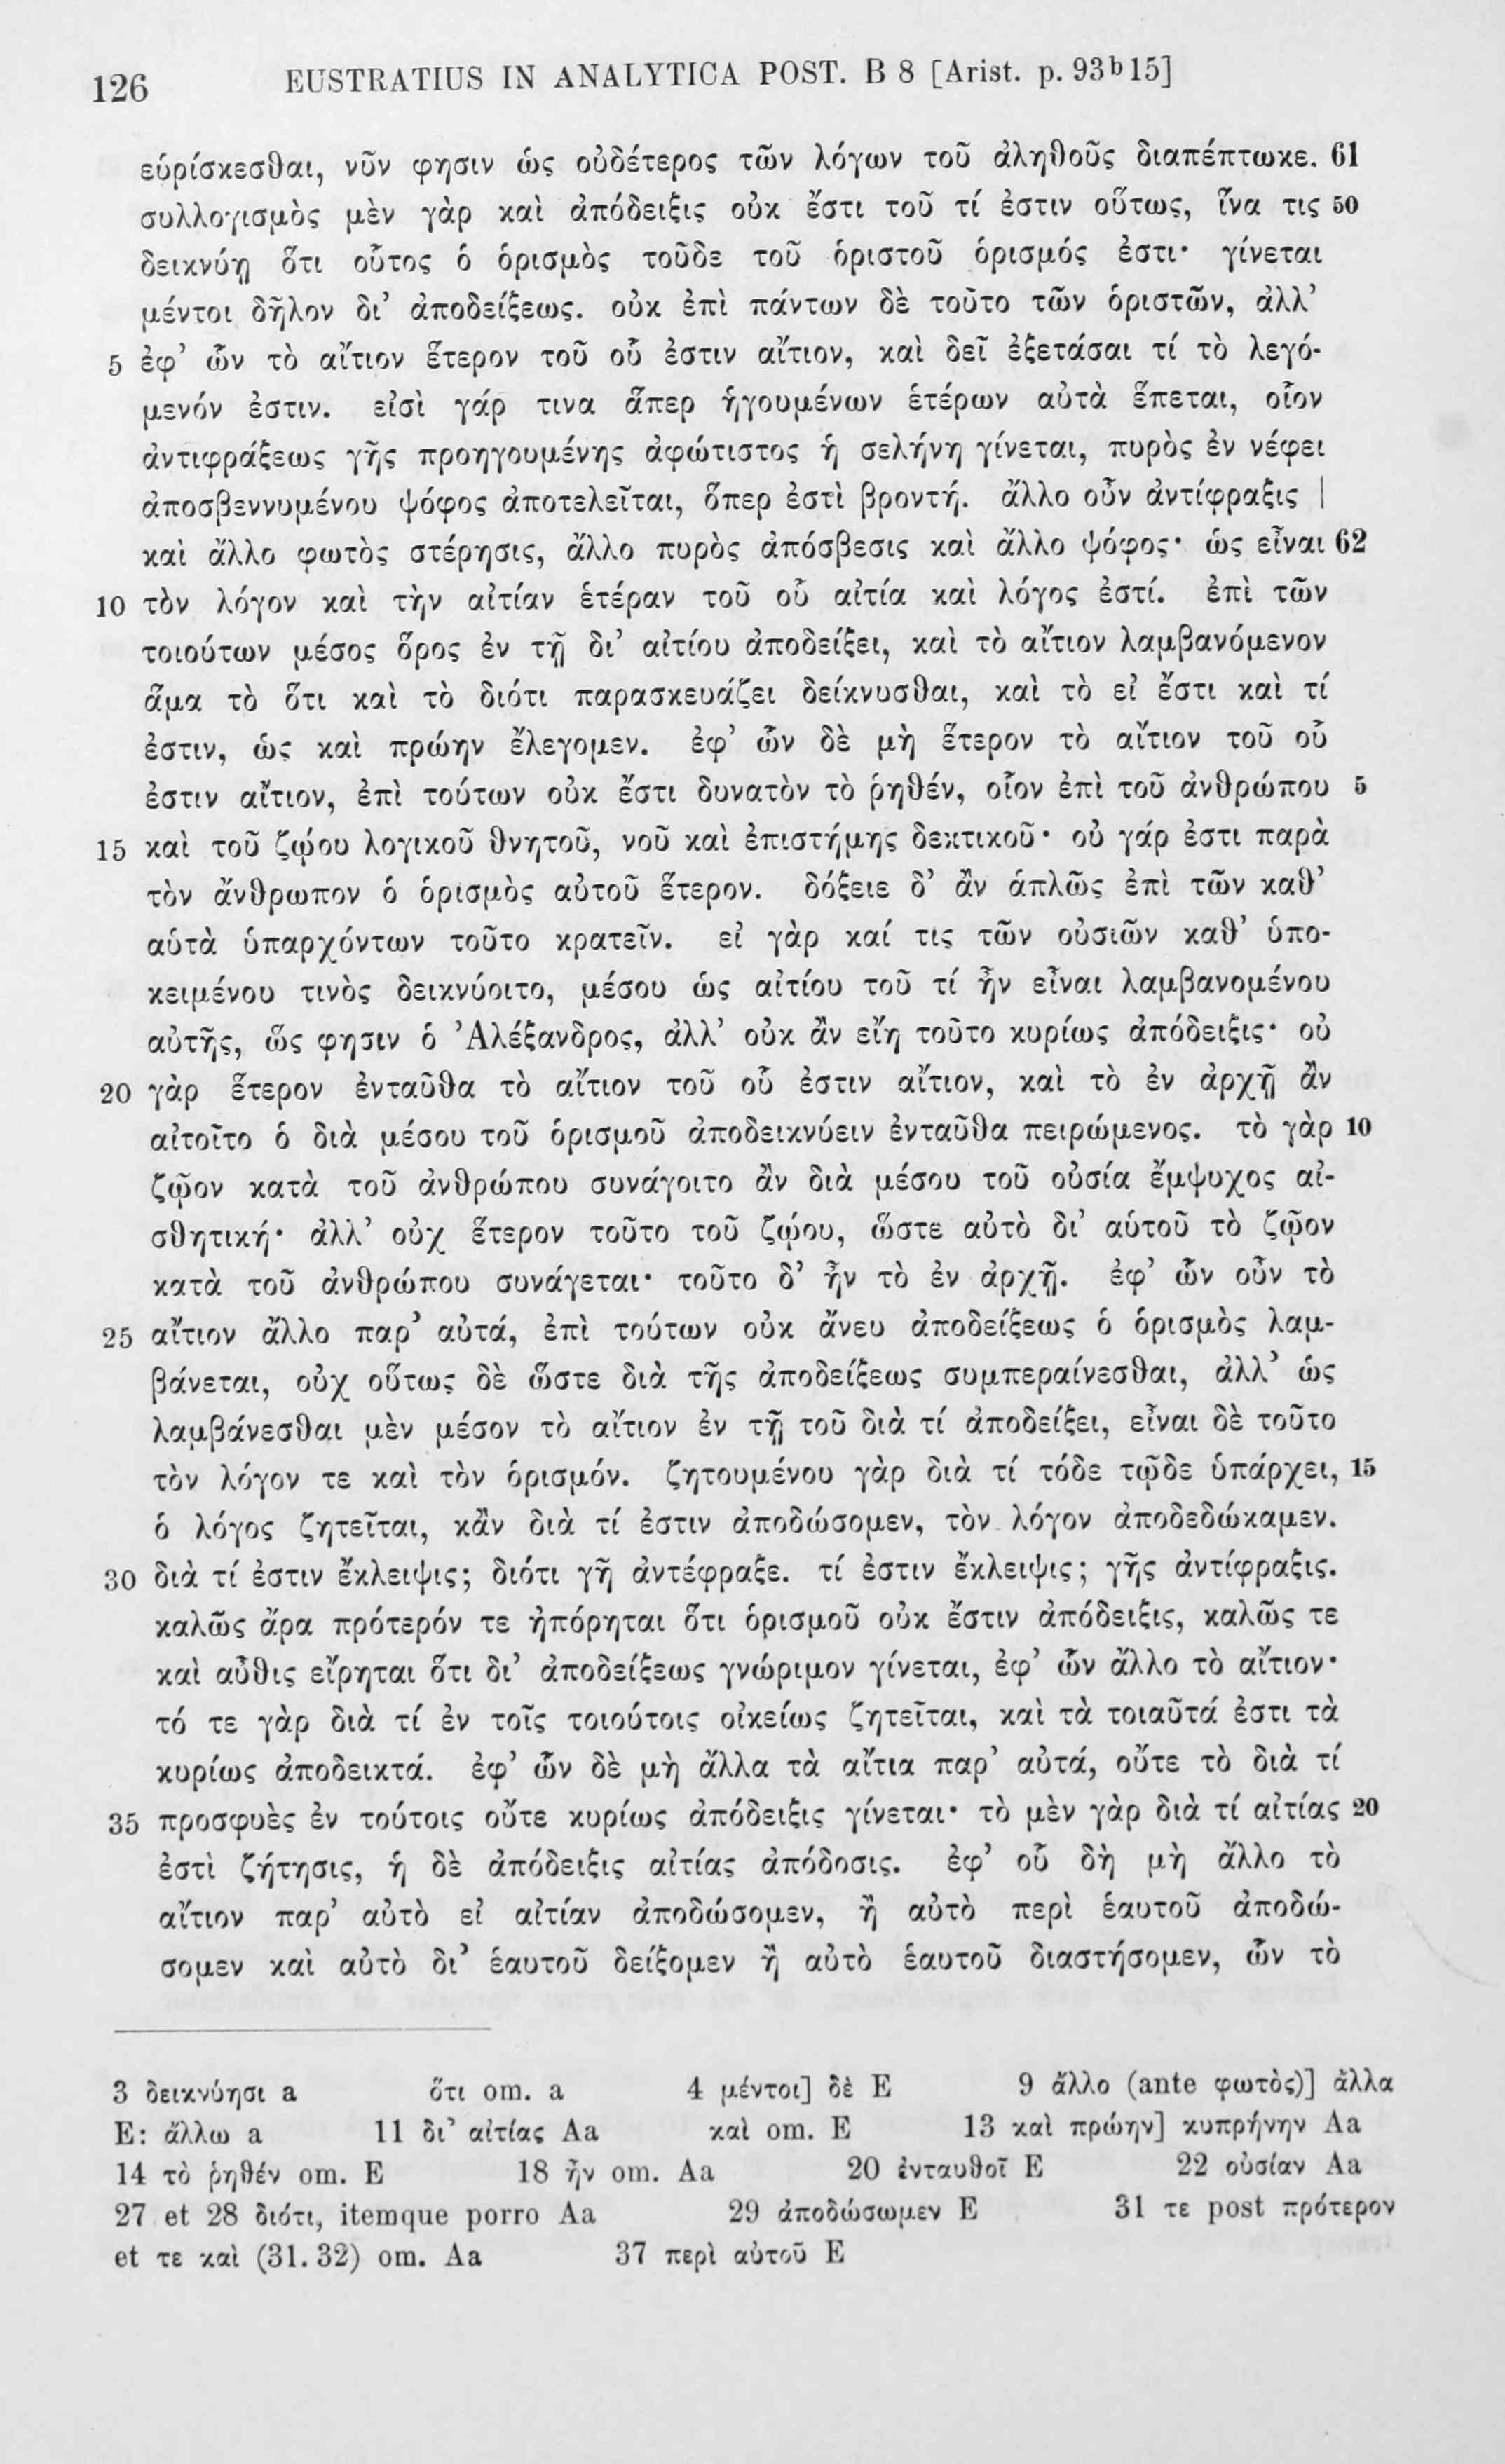 126 EUSTRATIUS IN ANALYTICA POST. B 8 [Arist. p. 93b15]
εὑρίσκεσθαι, νῦν φησιν ὡς οὐδέτερος τῶν λόγων τοῦ ἀληθοῦς διαπέπτωκε. 61
συλλογισμὸς μὲν γὰρ καὶ ἀπόδειξις οὐκ ἔστι τοῦ τί ἐστιν οὕτως, ἵνα τις 50
δεικνύῃ ὅτι οὗτος ὁ ὁρισμὸς τοῦδε τοῦ ὁριστοῦ ὁρισμός ἐστι· γίνεται
μέντοι δῆλον δι’ ἀποδείξεως. οὐκ ἐπὶ πάντων δὲ τοῦτο τῶν ὁριστῶν, ἀλλ’
5 ἐφ’ ὧν τὸ αἴτιον ἕτερον τοῦ οὗ ἐστιν αἴτιον, καὶ δεῖ ἐξετάσαι τί τὸ λεγό-
μενόν ἐστιν. εἰσὶ γάρ τινα ἅπερ ἡγουμένων ἑτέρων αὐτὰ ἕπεται, οἷον
ἀντιφράξεως γῆς προηγουμένης ἀφώτιστος ἡ σελήνη γίνεται, πυρὸς ἐν νέφει
ἀποσβεννυμένου ψόφος ἀποτελεῖται, ὅπερ ἐστὶ βροντή. ἄλλο οὖν ἀντίφραξις |
καὶ ἄλλο φωτὸς στέρησις, ἄλλο πυρὸς ἀπόσβεσις καὶ ἄλλο ψόφος· ὡς εἶναι 62
10 τὸν λόγον καὶ τὴν αἰτίαν ἑτέραν τοῦ οὗ αἰτία καὶ λόγος ἐστί. ἐπὶ τῶν
τοιούτων μέσος ὅρος ἐν τῇ δι’ αἰτίου ἀποδείξει, καὶ τὸ αἴτιον λαμβανόμενον
ἅμα τὸ ὅτι καὶ τὸ διότι παρασκευάζει δείκνυσθαι, καὶ τὸ εἰ ἔστι καὶ τί
ἐστιν, ὡς καὶ πρώην ἔλεγομεν. ἐφ’ ὧν δὲ μὴ ἕτερον τὸ αἴτιον τοῦ οὗ
ἐστιν αἴτιον, ἐπὶ τούτων οὐκ ἔστι δυνατὸν τὸ ῥηθέν, οἷον ἐπὶ τοῦ ἀνθρώπου 5
15 καὶ τοῦ ζῴου λογικοῦ θνητοῦ, νοῦ καὶ ἐπιστήμης δεκτικοῦ· οὐ γάρ ἐστι παρὰ
τὸν ἄνθρωπον ὁ ὁρισμὸς αὐτοῦ ἕτερον. δόξειε δ’ ἂν ἁπλῶς ἐπὶ τῶν καθ’
αὑτὰ ὑπαρχόντων τοῦτο κρατεῖν. εἰ γὰρ καί τις τῶν οὐσιῶν καθ’ ὑπο-
κειμένου τινὸς δεικνύοιτο, μέσου ὡς αἰτίου τοῦ τί ἦν εἶναι λαμβανομένου
αὐτῆς, ὥς φησιν ὁ Ἀλέξανδρος, ἀλλ’ οὐκ ἂν εἴη τοῦτο κυρίως ἀπόδειξις· οὐ
20 γὰρ ἕτερον ἐνταῦθα τὸ αἴτιον τοῦ οὗ ἐστιν αἴτιον, καὶ τὸ ἐν ἀρχῇ ἂν
αἰτοῖτο ὁ διὰ μέσου τοῦ ὁρισμοῦ ἀποδεικνύειν ἐνταῦθα πειρώμενος. τὸ γὰρ 10
ζῷον κατὰ τοῦ ἀνθρώπου συνάγοιτο ἂν διὰ μέσου τοῦ οὐσία ἔμψυχος αἰ-
σθητική· ἀλλ’ οὐχ ἕτερον τοῦτο τοῦ ζῴου, ὥστε αὐτὸ δι’ αὑτοῦ τὸ ζῷον
κατὰ τοῦ ἀνθρώπου συνάγεται· τοῦτο δ’ ἦν τὸ ἐν ἀρχῇ. ἐφ’ ὧν οὖν τὸ
25 αἴτιον ἄλλο παρ’ αὐτά, ἐπὶ τούτων οὐκ ἄνευ ἀποδείξεως ὁ ὁρισμὸς λαμ-
βάνεται, οὐχ οὕτως δὲ ὥστε διὰ τῆς ἀποδείξεως συμπεραίνεσθαι, ἀλλ’ ὡς
λαμβάνεσθαι μὲν μέσον τὸ αἴτιον ἐν τῇ τοῦ διὰ τί ἀποδείξει, εἶναι δὲ τοῦτο
τὸν λόγον τε καὶ τὸν ὁρισμόν. ζητουμένου γὰρ διὰ τί τόδε τῷδε ὑπάρχει, 15
ὁ λόγος ζητεῖται, κἂν διὰ τί ἐστιν ἀποδώσομεν, τὸν λόγον ἀποδεδώκαμεν.
30 διὰ τί ἐστιν ἔκλειψις; διότι γῆ ἀντέφραξε. τί ἐστιν ἔκλειψις; γῆς ἀντίφραξις.
καλῶς ἄρα πρότερόν τε ἠπόρηται ὅτι ὁρισμοῦ οὐκ ἔστιν ἀπόδειξις, καλῶς τε
καὶ αὖθις εἴρηται ὅτι δι’ ἀποδείξεως γνώριμον γίνεται, ἐφ’ ὧν ἄλλο τὸ αἴτιον·
τό τε γὰρ διὰ τί ἐν τοῖς τοιούτοις οἰκείως ζητεῖται, καὶ τὰ τοιαῦτά ἐστι τὰ
κυρίως ἀποδεικτά. ἐφ’ ὧν δὲ μὴ ἄλλα τὰ αἴτια παρ’ αὐτά, οὔτε τὸ διὰ τί
35 προσφυὲς ἐν τούτοις οὔτε κυρίως ἀπόδειξις γίνεται· τὸ μὲν γὰρ διὰ τί αἰτίας 20
ἐστὶ ζήτησις, ἡ δὲ ἀπόδειξις αἰτίας ἀπόδοσις. ἐφ’ οὗ δὴ μὴ ἄλλο τὸ
αἴτιον παρ’ αὐτὸ εἰ αἰτίαν ἀποδώσομεν, ἢ αὐτὸ περὶ ἑαυτοῦ ἀποδώ-
σομεν καὶ αὐτὸ δι’ ἑαυτοῦ δείξομεν ἢ αὐτὸ ἑαυτοῦ διαστήσομεν, ὧν τὸ
3 δεικνύησι a ὅτι om. a 4 μέντοι] δὲ E 9 ἄλλο (ante φωτὸς)] ἄλλα
E: ἄλλω a 11 δι’ αἰτίας Aa καὶ om. E 13 καὶ πρώην] κυπρήνην Aa
14 τὸ ῥηθέν om. E 18 ἦν om. Aa 20 ἐνταυθοῖ E 22 οὐσίαν Aa
27 et 28 διότι, itemque porro Aa 29 ἀποδώσωμεν E 31 τε post πρότερον
et τε καὶ (31. 32) om. Aa 37 περὶ αὑτοῦ E